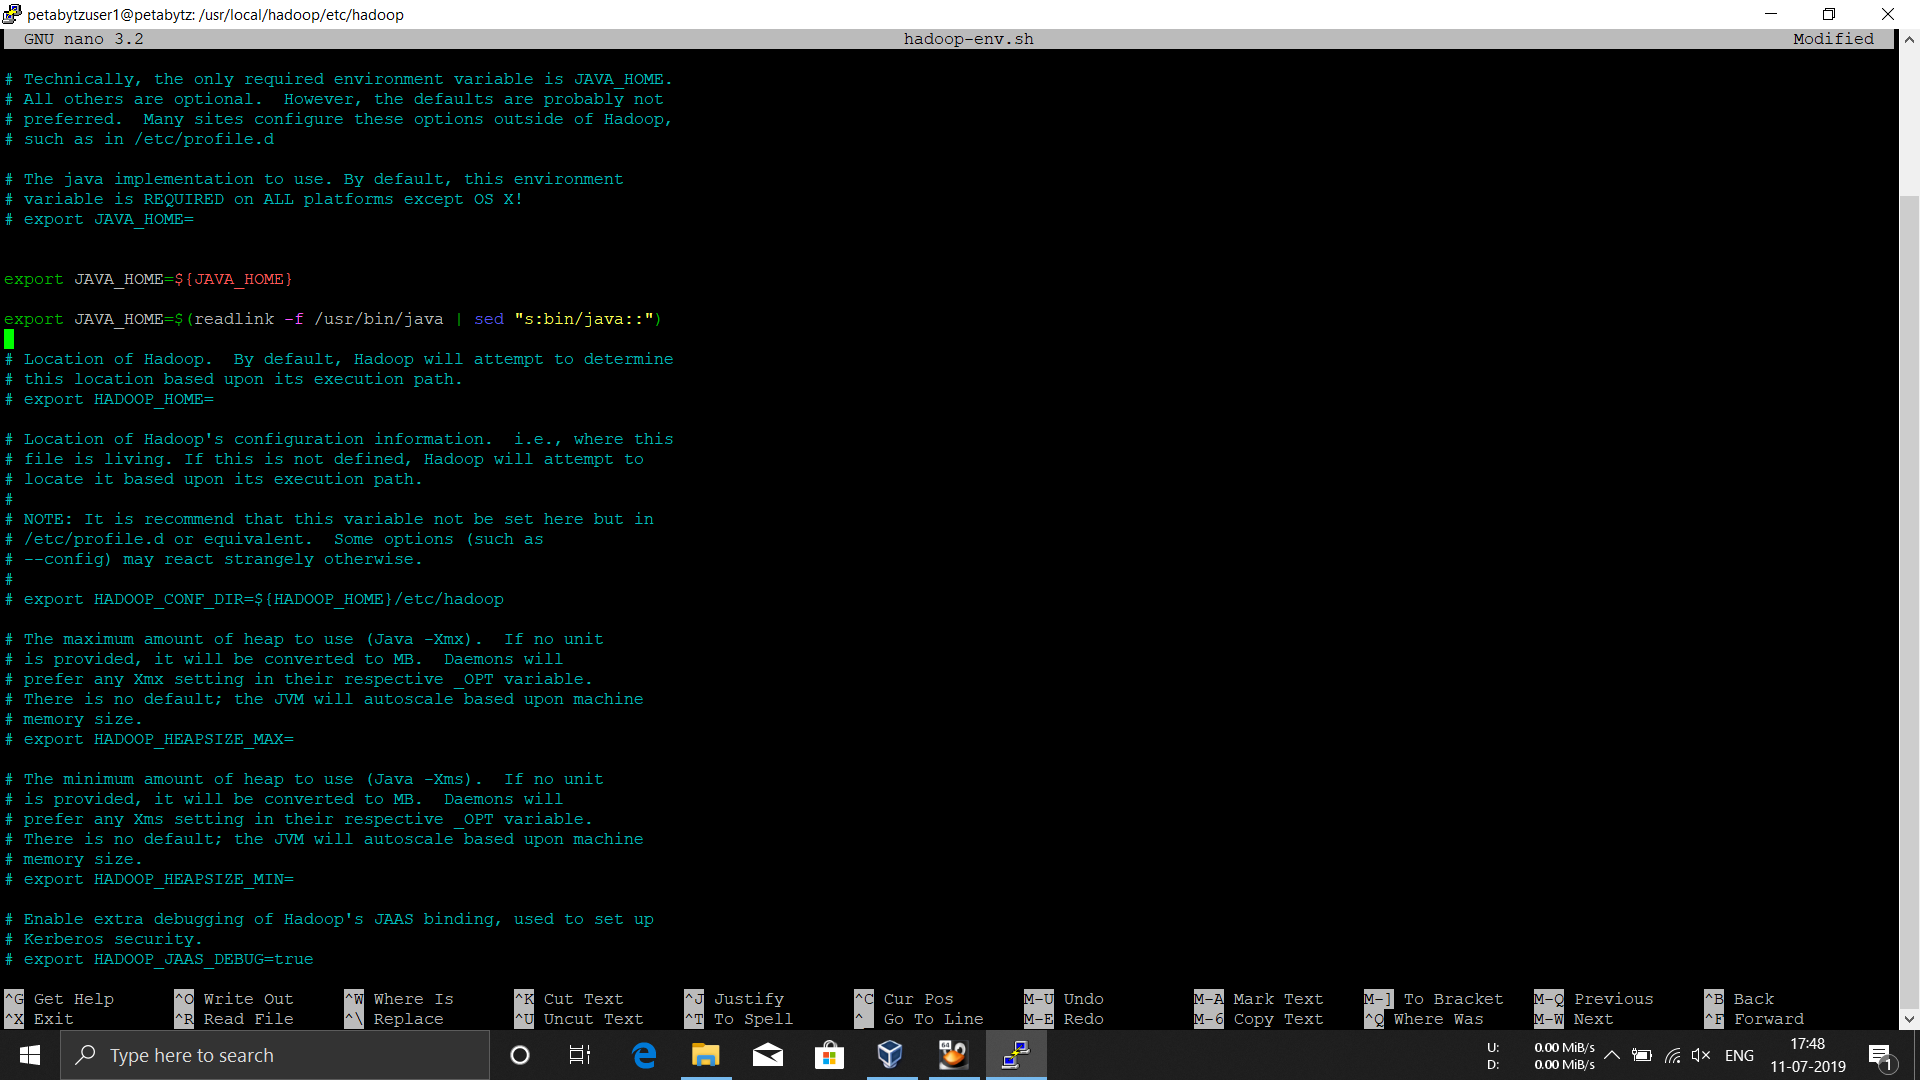 petabytzuser1@petabytz: /usr/local/hadoop/etc/hadoop
GNU nano 3.2 hadoop-env.sh Modified
# Technically, the only required environment variable is JAVA_HOME.
# All others are optional.  However, the defaults are probably not
# preferred.  Many sites configure these options outside of Hadoop,
# such as in /etc/profile.d
# The java implementation to use. By default, this environment
# variable is REQUIRED on ALL platforms except OS X!
# export JAVA_HOME=
export JAVA_HOME=${JAVA_HOME}
export JAVA_HOME=$(readlink -f /usr/bin/java | sed "s:bin/java::")
# Location of Hadoop.  By default, Hadoop will attempt to determine
# this location based upon its execution path.
# export HADOOP_HOME=
# Location of Hadoop's configuration information.  i.e., where this
# file is living. If this is not defined, Hadoop will attempt to
# locate it based upon its execution path.
#
# NOTE: It is recommend that this variable not be set here but in
# /etc/profile.d or equivalent.  Some options (such as
# --config) may react strangely otherwise.
#
# export HADOOP_CONF_DIR=${HADOOP_HOME}/etc/hadoop
# The maximum amount of heap to use (Java -Xmx).  If no unit
# is provided, it will be converted to MB.  Daemons will
# prefer any Xmx setting in their respective _OPT variable.
# There is no default; the JVM will autoscale based upon machine
# memory size.
# export HADOOP_HEAPSIZE_MAX=
# The minimum amount of heap to use (Java -Xms).  If no unit
# is provided, it will be converted to MB.  Daemons will
# prefer any Xms setting in their respective _OPT variable.
# There is no default; the JVM will autoscale based upon machine
# memory size.
# export HADOOP_HEAPSIZE_MIN=
# Enable extra debugging of Hadoop's JAAS binding, used to set up
# Kerberos security.
# export HADOOP_JAAS_DEBUG=true
^G Get Help ^O Write Out ^W Where Is ^K Cut Text ^J Justify ^C Cur Pos M-U Undo M-A Mark Text M-] To Bracket M-Q Previous ^B Back
^X Exit ^R Read File ^\ Replace ^U Uncut Text ^T To Spell ^_ Go To Line M-E Redo M-6 Copy Text ^Q Where Was M-W Next ^F Forward
Type here to search
U: 0.00 MiB/s
D: 0.00 MiB/s
ENG
17:48
11-07-2019
1